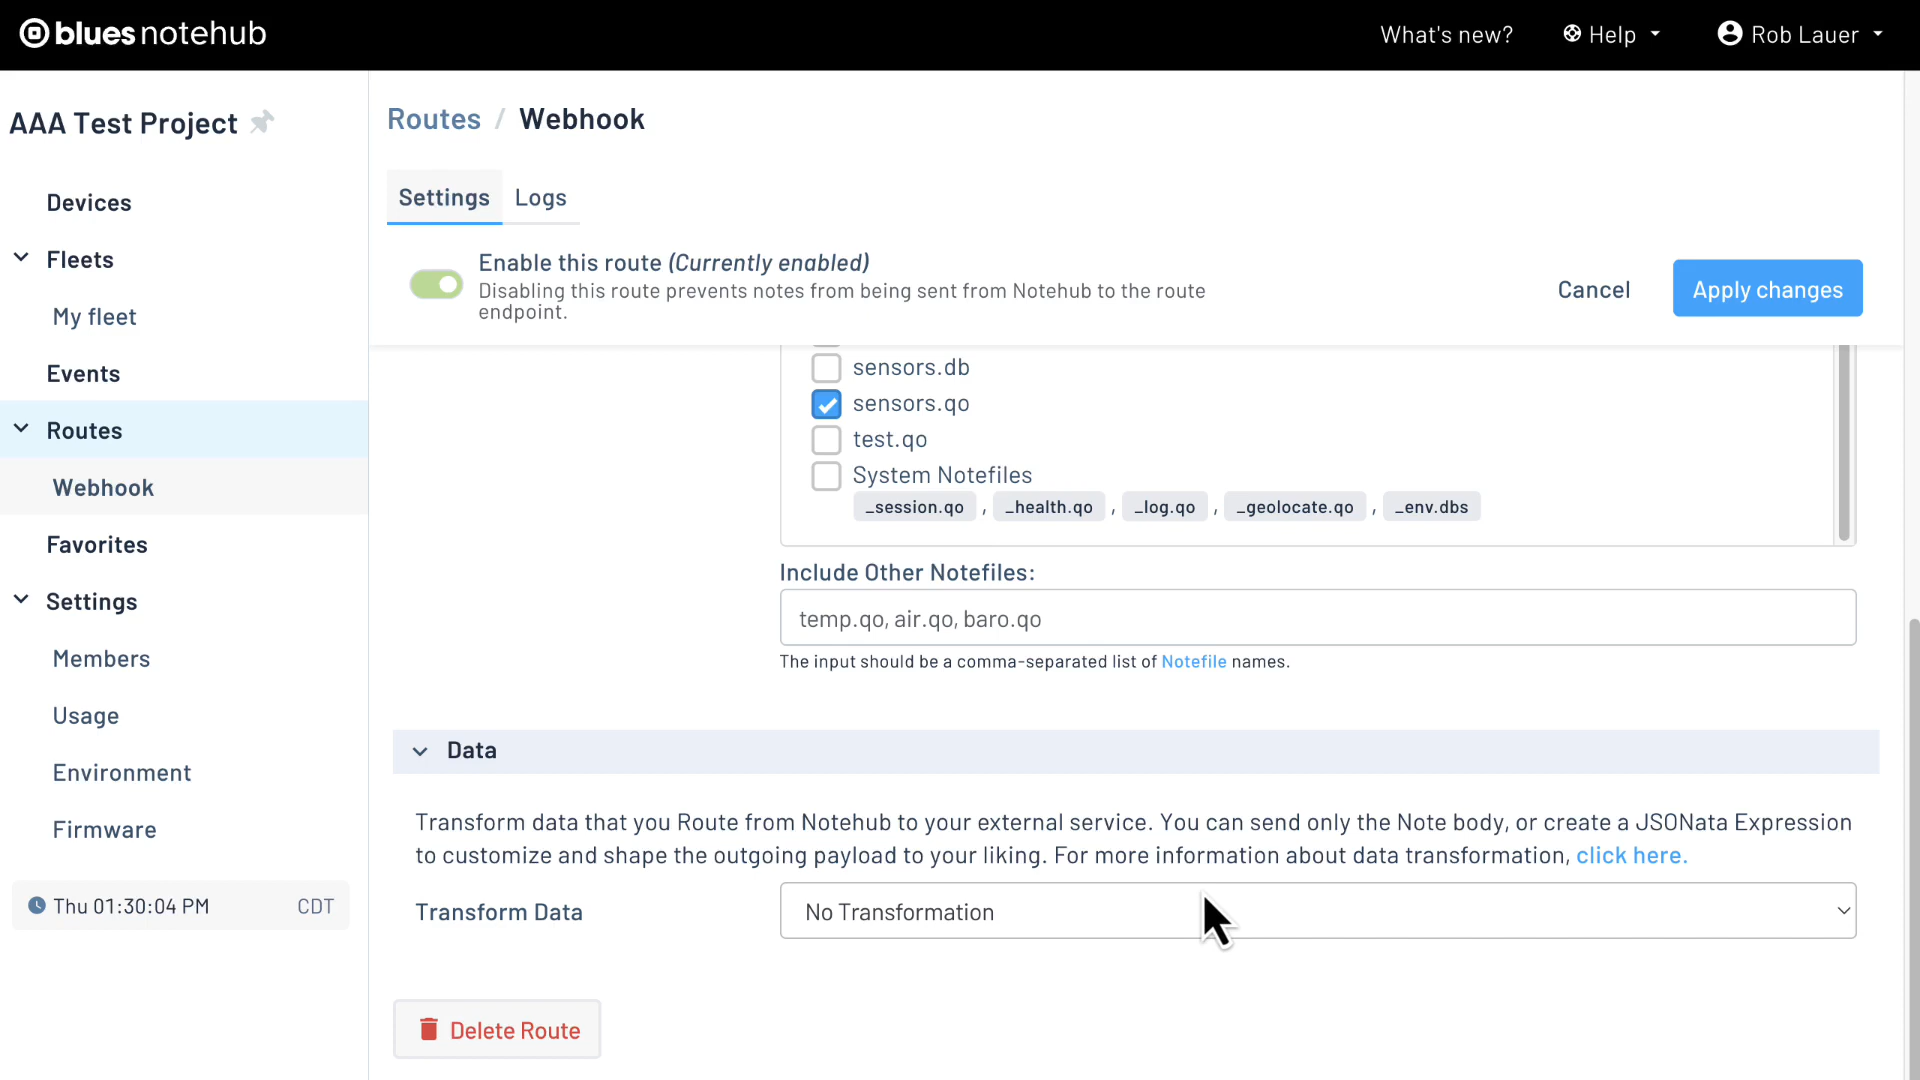 blues notehub
What's new?
Help
Rob Lauer
AAA Test Project
Devices
Fleets
My fleet
Events
Routes
Webhook
Favorites
Settings
Members
Usage
Environment
Firmware
Thu 01:30:04 PM CDT
Routes / Webhook
Settings Logs
Enable this route (Currently enabled)
Disabling this route prevents notes from being sent from Notehub to the route
endpoint.
Cancel
Apply changes
sensors.db
sensors.qo
test.qo
System Notefiles
_session.qo , _health.qo , _log.qo , _geolocate.qo , _env.dbs
Include Other Notefiles:
temp.qo, air.qo, baro.qo
The input should be a comma-separated list of Notefile names.
Data
Transform data that you Route from Notehub to your external service. You can send only the Note body, or create a JSONata Expression
to customize and shape the outgoing payload to your liking. For more information about data transformation, click here.
Transform Data
No Transformation
Delete Route